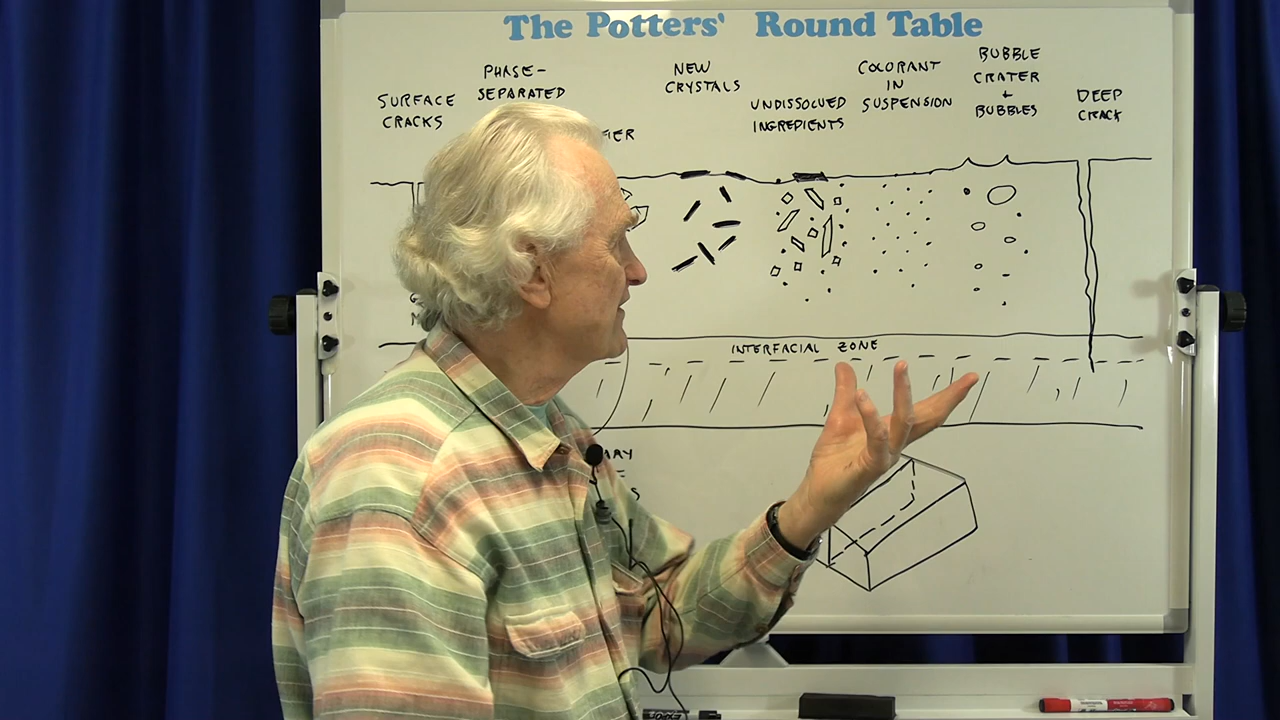 The Potters' Round Table
SURFACE
CRACKS
PHASE-
SEPARATED
NEW
CRYSTALS
UNDISSOLVED
INGREDIENTS
COLORANT
IN
SUSPENSION
BUBBLE
CRATER
+
BUBBLES
DEEP
CRACK
INTERFACIAL ZONE
EXPO